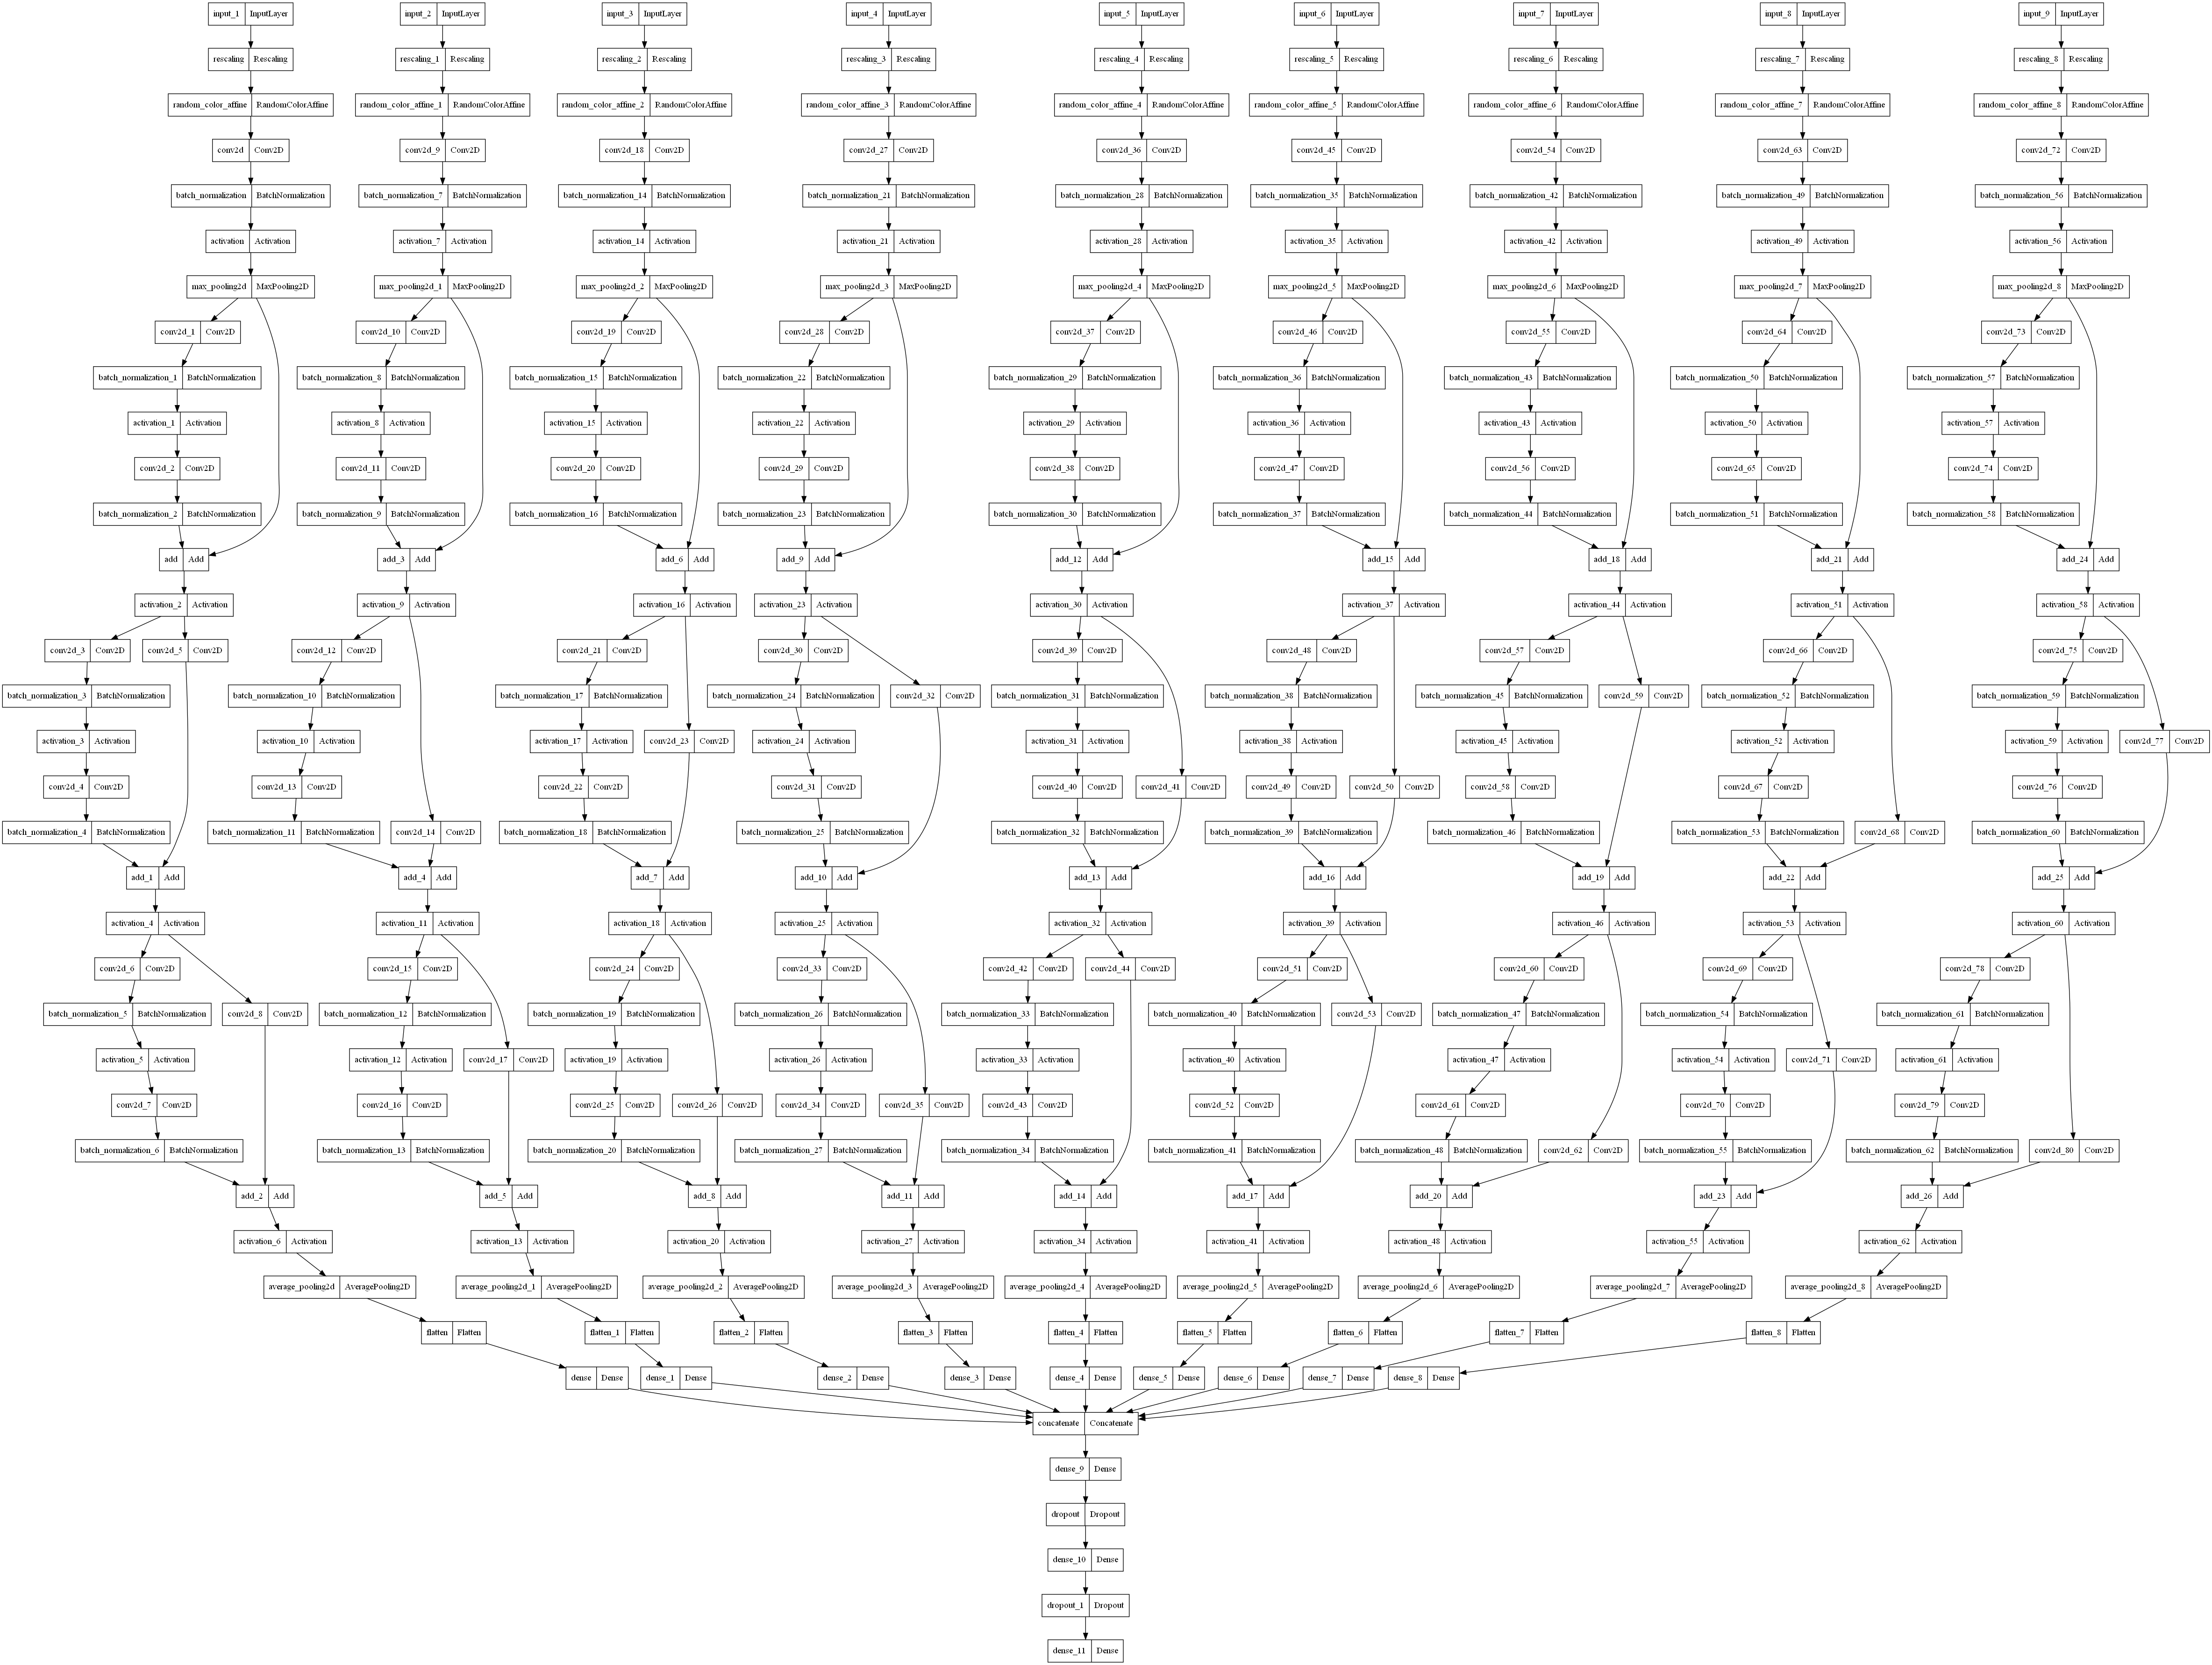 input_1 InputLayer input_2 InputLayer input_3 InputLayer input_4 InputLayer input_5 InputLayer input_6 InputLayer input_7 InputLayer input_8 InputLayer input_9 InputLayer
rescaling Rescaling rescaling_1 Rescaling rescaling_2 Rescaling rescaling_3 Rescaling rescaling_4 Rescaling rescaling_5 Rescaling rescaling_6 Rescaling rescaling_7 Rescaling rescaling_8 Rescaling
random_color_affine RandomColorAffine random_color_affine_1 RandomColorAffine random_color_affine_2 RandomColorAffine random_color_affine_3 RandomColorAffine random_color_affine_4 RandomColorAffine random_color_affine_5 RandomColorAffine random_color_affine_6 RandomColorAffine random_color_affine_7 RandomColorAffine random_color_affine_8 RandomColorAffine
conv2d Conv2D conv2d_9 Conv2D conv2d_18 Conv2D conv2d_27 Conv2D conv2d_36 Conv2D conv2d_45 Conv2D conv2d_54 Conv2D conv2d_63 Conv2D conv2d_72 Conv2D
batch_normalization BatchNormalization batch_normalization_7 BatchNormalization batch_normalization_14 BatchNormalization batch_normalization_21 BatchNormalization batch_normalization_28 BatchNormalization batch_normalization_35 BatchNormalization batch_normalization_42 BatchNormalization batch_normalization_49 BatchNormalization batch_normalization_56 BatchNormalization
activation Activation activation_7 Activation activation_14 Activation activation_21 Activation activation_28 Activation activation_35 Activation activation_42 Activation activation_49 Activation activation_56 Activation
max_pooling2d MaxPooling2D max_pooling2d_1 MaxPooling2D max_pooling2d_2 MaxPooling2D max_pooling2d_3 MaxPooling2D max_pooling2d_4 MaxPooling2D max_pooling2d_5 MaxPooling2D max_pooling2d_6 MaxPooling2D max_pooling2d_7 MaxPooling2D max_pooling2d_8 MaxPooling2D
conv2d_1 Conv2D conv2d_10 Conv2D conv2d_19 Conv2D conv2d_28 Conv2D conv2d_37 Conv2D conv2d_46 Conv2D conv2d_55 Conv2D conv2d_64 Conv2D conv2d_73 Conv2D
batch_normalization_1 BatchNormalization batch_normalization_8 BatchNormalization batch_normalization_15 BatchNormalization batch_normalization_22 BatchNormalization batch_normalization_29 BatchNormalization batch_normalization_36 BatchNormalization batch_normalization_43 BatchNormalization batch_normalization_50 BatchNormalization batch_normalization_57 BatchNormalization
activation_1 Activation activation_8 Activation activation_15 Activation activation_22 Activation activation_29 Activation activation_36 Activation activation_43 Activation activation_50 Activation activation_57 Activation
conv2d_2 Conv2D conv2d_11 Conv2D conv2d_20 Conv2D conv2d_29 Conv2D conv2d_38 Conv2D conv2d_47 Conv2D conv2d_56 Conv2D conv2d_65 Conv2D conv2d_74 Conv2D
batch_normalization_2 BatchNormalization batch_normalization_9 BatchNormalization batch_normalization_16 BatchNormalization batch_normalization_23 BatchNormalization batch_normalization_30 BatchNormalization batch_normalization_37 BatchNormalization batch_normalization_44 BatchNormalization batch_normalization_51 BatchNormalization batch_normalization_58 BatchNormalization
add Add add_3 Add add_6 Add add_9 Add add_12 Add add_15 Add add_18 Add add_21 Add add_24 Add
activation_2 Activation activation_9 Activation activation_16 Activation activation_23 Activation activation_30 Activation activation_37 Activation activation_44 Activation activation_51 Activation activation_58 Activation
conv2d_3 Conv2D conv2d_5 Conv2D conv2d_12 Conv2D conv2d_21 Conv2D conv2d_30 Conv2D conv2d_39 Conv2D conv2d_48 Conv2D conv2d_57 Conv2D conv2d_66 Conv2D conv2d_75 Conv2D
batch_normalization_3 BatchNormalization batch_normalization_10 BatchNormalization batch_normalization_17 BatchNormalization batch_normalization_24 BatchNormalization conv2d_32 Conv2D batch_normalization_31 BatchNormalization batch_normalization_38 BatchNormalization batch_normalization_45 BatchNormalization conv2d_59 Conv2D batch_normalization_52 BatchNormalization batch_normalization_59 BatchNormalization
activation_3 Activation activation_10 Activation activation_17 Activation conv2d_23 Conv2D activation_24 Activation activation_31 Activation activation_38 Activation activation_45 Activation activation_52 Activation activation_59 Activation conv2d_77 Conv2D
conv2d_4 Conv2D conv2d_13 Conv2D conv2d_22 Conv2D conv2d_31 Conv2D conv2d_40 Conv2D conv2d_41 Conv2D conv2d_49 Conv2D conv2d_50 Conv2D conv2d_58 Conv2D conv2d_67 Conv2D conv2d_76 Conv2D
batch_normalization_4 BatchNormalization batch_normalization_11 BatchNormalization conv2d_14 Conv2D batch_normalization_18 BatchNormalization batch_normalization_25 BatchNormalization batch_normalization_32 BatchNormalization batch_normalization_39 BatchNormalization batch_normalization_46 BatchNormalization batch_normalization_53 BatchNormalization conv2d_68 Conv2D batch_normalization_60 BatchNormalization
add_1 Add add_4 Add add_7 Add add_10 Add add_13 Add add_16 Add add_19 Add add_22 Add add_25 Add
activation_4 Activation activation_11 Activation activation_18 Activation activation_25 Activation activation_32 Activation activation_39 Activation activation_46 Activation activation_53 Activation activation_60 Activation
conv2d_6 Conv2D conv2d_15 Conv2D conv2d_24 Conv2D conv2d_33 Conv2D conv2d_42 Conv2D conv2d_44 Conv2D conv2d_51 Conv2D conv2d_60 Conv2D conv2d_69 Conv2D conv2d_78 Conv2D
batch_normalization_5 BatchNormalization conv2d_8 Conv2D batch_normalization_12 BatchNormalization batch_normalization_19 BatchNormalization batch_normalization_26 BatchNormalization batch_normalization_33 BatchNormalization batch_normalization_40 BatchNormalization conv2d_53 Conv2D batch_normalization_47 BatchNormalization batch_normalization_54 BatchNormalization batch_normalization_61 BatchNormalization
activation_5 Activation activation_12 Activation conv2d_17 Conv2D activation_19 Activation activation_26 Activation activation_33 Activation activation_40 Activation activation_47 Activation activation_54 Activation conv2d_71 Conv2D activation_61 Activation
conv2d_7 Conv2D conv2d_16 Conv2D conv2d_25 Conv2D conv2d_26 Conv2D conv2d_34 Conv2D conv2d_35 Conv2D conv2d_43 Conv2D conv2d_52 Conv2D conv2d_61 Conv2D conv2d_70 Conv2D conv2d_79 Conv2D
batch_normalization_6 BatchNormalization batch_normalization_13 BatchNormalization batch_normalization_20 BatchNormalization batch_normalization_27 BatchNormalization batch_normalization_34 BatchNormalization batch_normalization_41 BatchNormalization batch_normalization_48 BatchNormalization conv2d_62 Conv2D batch_normalization_55 BatchNormalization batch_normalization_62 BatchNormalization conv2d_80 Conv2D
add_2 Add add_5 Add add_8 Add add_11 Add add_14 Add add_17 Add add_20 Add add_23 Add add_26 Add
activation_6 Activation activation_13 Activation activation_20 Activation activation_27 Activation activation_34 Activation activation_41 Activation activation_48 Activation activation_55 Activation activation_62 Activation
average_pooling2d AveragePooling2D average_pooling2d_1 AveragePooling2D average_pooling2d_2 AveragePooling2D average_pooling2d_3 AveragePooling2D average_pooling2d_4 AveragePooling2D average_pooling2d_5 AveragePooling2D average_pooling2d_6 AveragePooling2D average_pooling2d_7 AveragePooling2D average_pooling2d_8 AveragePooling2D
flatten Flatten flatten_1 Flatten flatten_2 Flatten flatten_3 Flatten flatten_4 Flatten flatten_5 Flatten flatten_6 Flatten flatten_7 Flatten flatten_8 Flatten
dense Dense dense_1 Dense dense_2 Dense dense_3 Dense dense_4 Dense dense_5 Dense dense_6 Dense dense_7 Dense dense_8 Dense
concatenate Concatenate
dense_9 Dense
dropout Dropout
dense_10 Dense
dropout_1 Dropout
dense_11 Dense